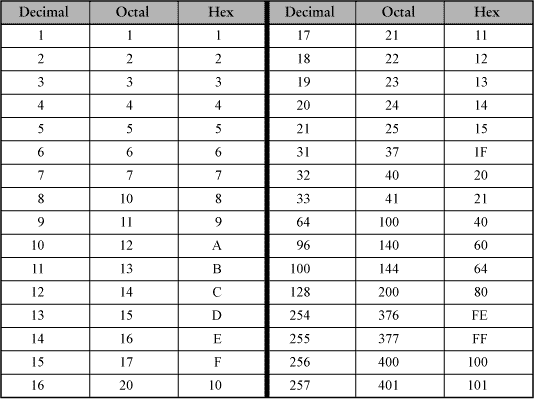 Decimal Octal Hex Decimal Octal Hex
1 1 1 17 21 11
2 2 2 18 22 12
3 3 3 19 23 13
4 4 4 20 24 14
5 5 5 21 25 15
6 6 6 31 37 1F
7 7 7 32 40 20
8 10 8 33 41 21
9 11 9 64 100 40
10 12 A 96 140 60
11 13 B 100 144 64
12 14 C 128 200 80
13 15 D 254 376 FE
14 16 E 255 377 FF
15 17 F 256 400 100
16 20 10 257 401 101